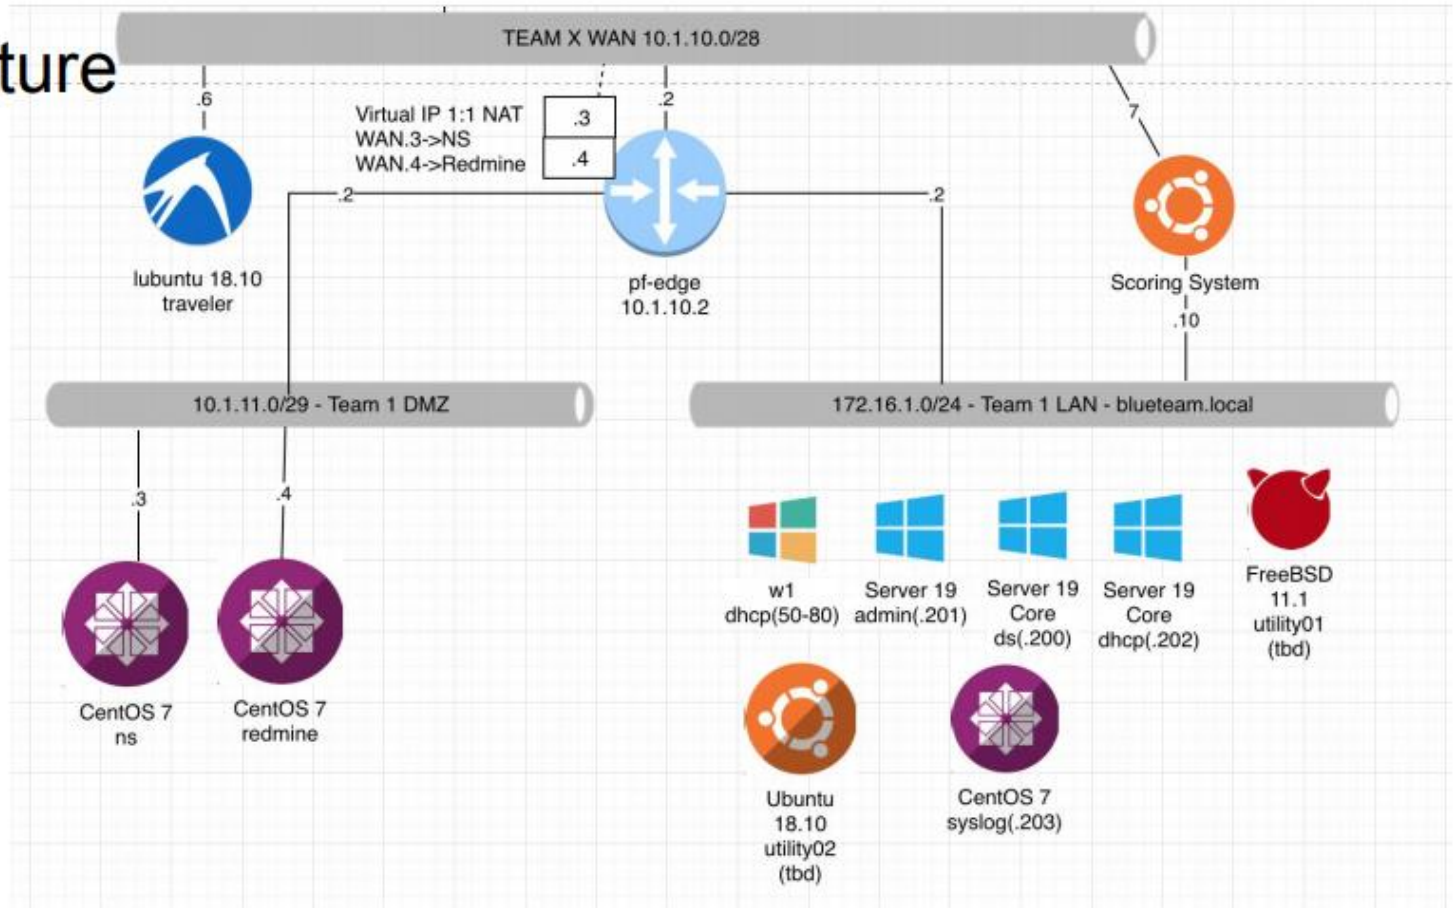 ture
TEAM X WAN 10.1.10.0/28
.6
Virtual IP 1:1 NAT
WAN.3->NS
WAN.4->Redmine
.3
.4
.2
7
.2
.2
lubuntu 18.10
traveler
pf-edge
10.1.10.2
Scoring System
.10
10.1.11.0/29 - Team 1 DMZ
172.16.1.0/24 - Team 1 LAN - blueteam.local
.3
.4
CentOS 7
ns
CentOS 7
redmine
w1
dhcp(50-80)
Server 19
admin(.201)
Server 19
Core
ds(.200)
Server 19
Core
dhcp(.202)
FreeBSD
11.1
utility01
(tbd)
Ubuntu
18.10
utility02
(tbd)
CentOS 7
syslog(.203)